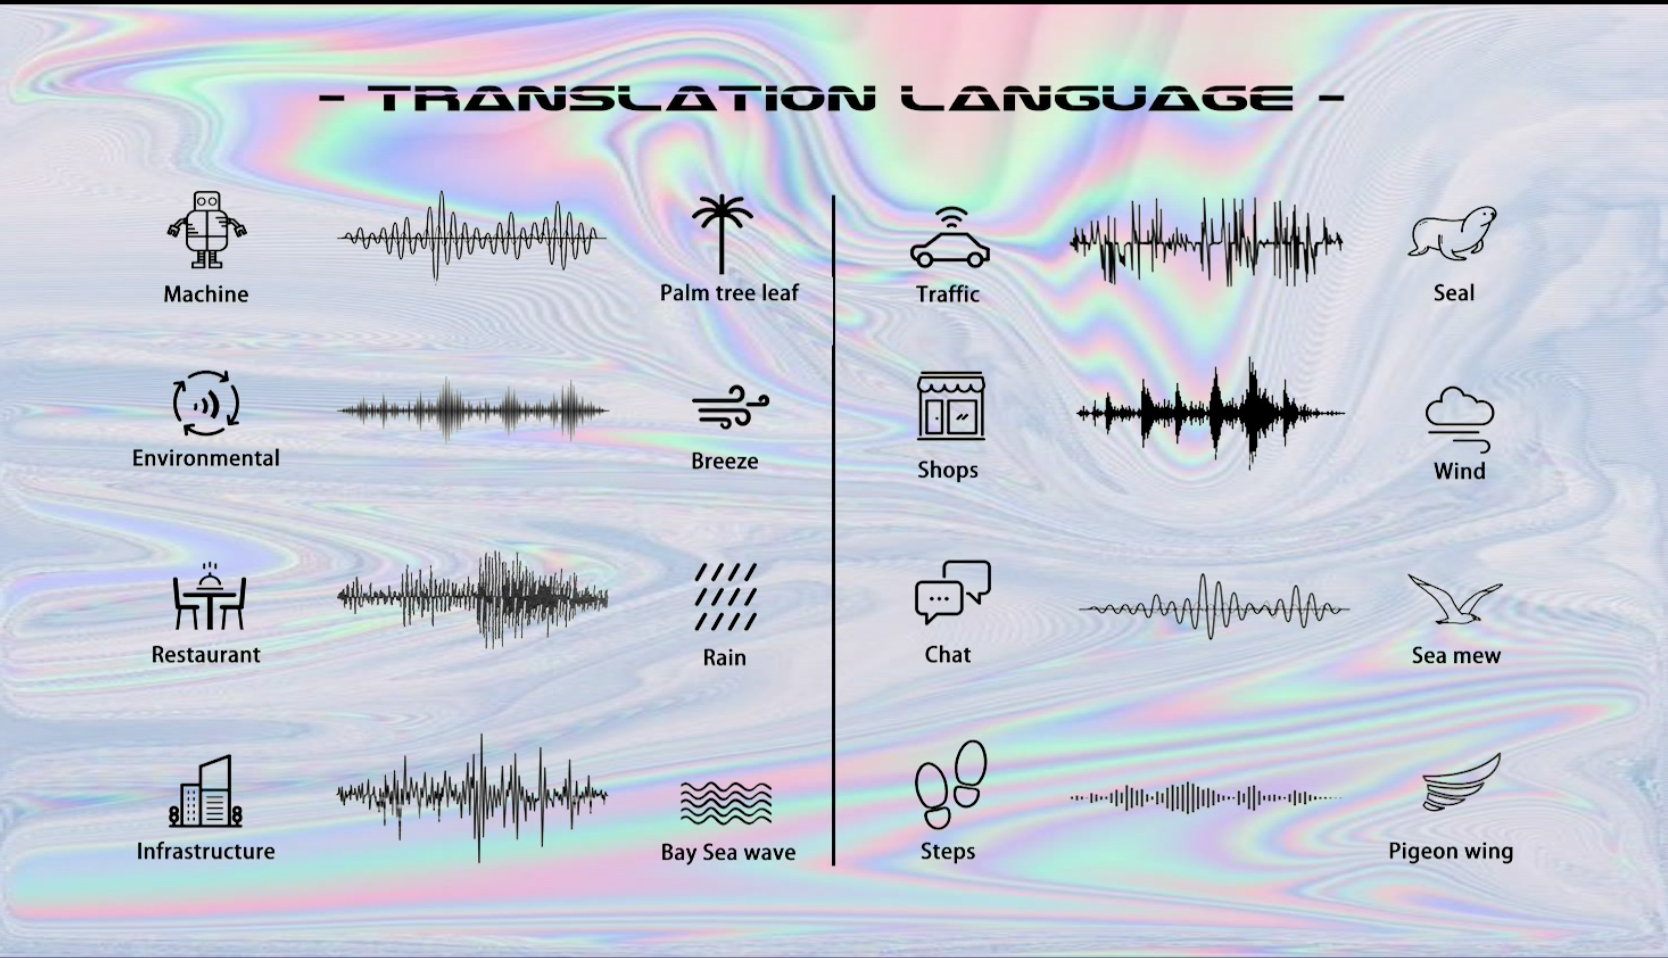 - TRANSLATION LANGUAGE -
Machine
Palm tree leaf
Environmental
Breeze
Restaurant
Rain
Infrastructure
Bay Sea wave
Traffic
Seal
Shops
Wind
Chat
Sea mew
Steps
Pigeon wing